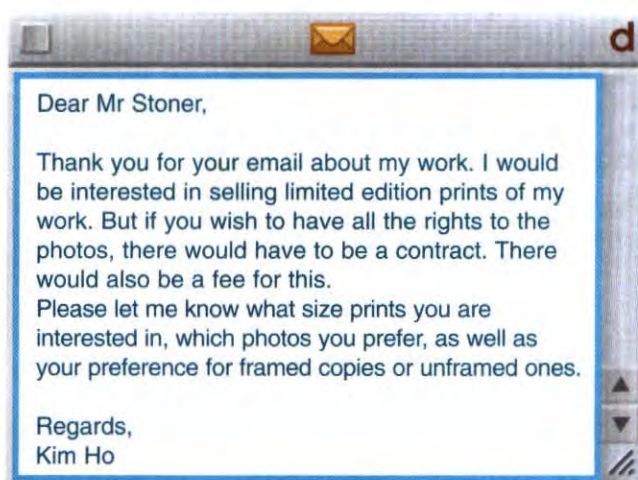 d
Dear Mr Stoner,
Thank you for your email about my work. I would
be interested in selling limited edition prints of my
work. But if you wish to have all the rights to the
photos, there would have to be a contract. There
would also be a fee for this.
Please let me know what size prints you are
interested in, which photos you prefer, as well as
your preference for framed copies or unframed ones.
Regards,
Kim Ho